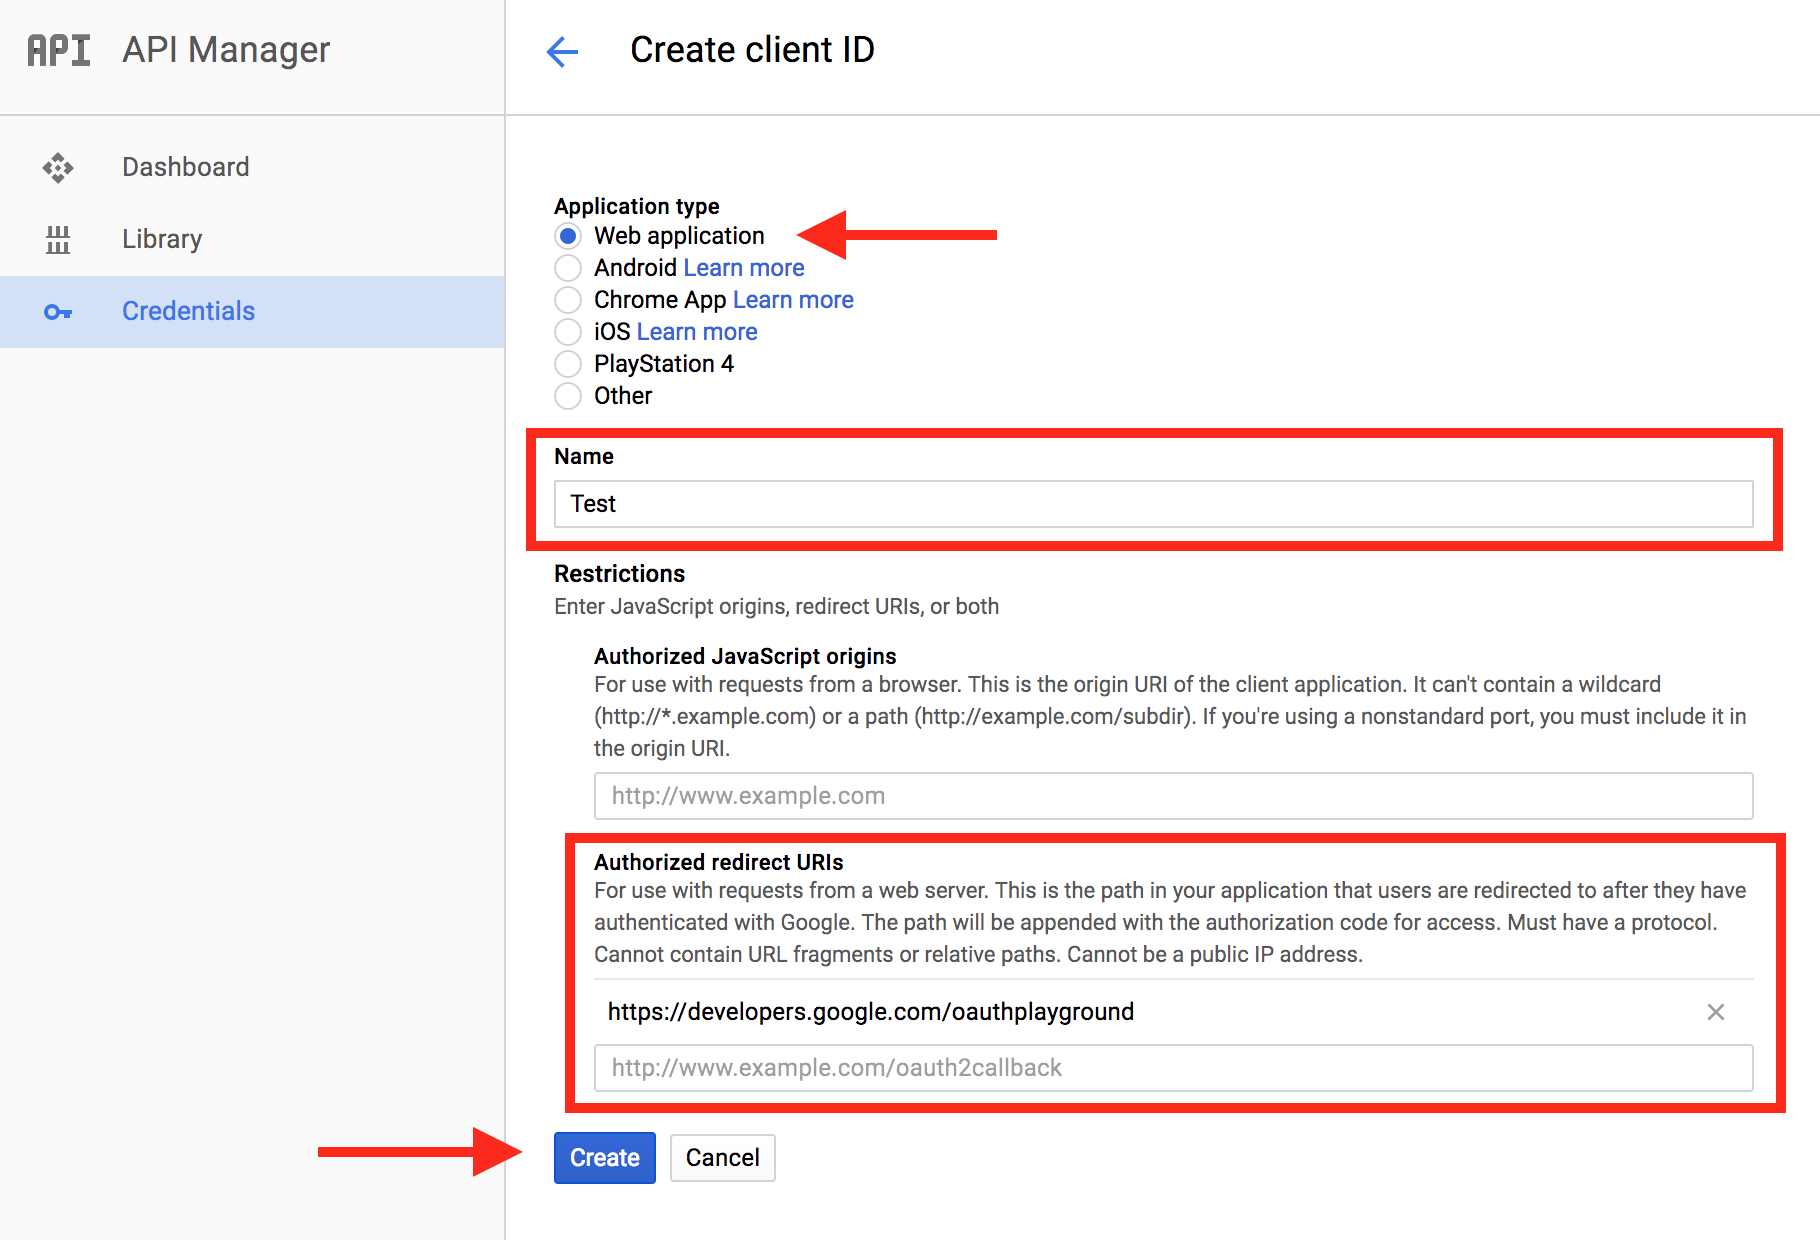 API API Manager
Create client ID
Dashboard
Library
Credentials
Application type
Web application
Android Learn more
Chrome App Learn more
iOS Learn more
PlayStation 4
Other
Name
Test
Restrictions
Enter JavaScript origins, redirect URIs, or both
Authorized JavaScript origins
For use with requests from a browser. This is the origin URI of the client application. It can't contain a wildcard
(http://*.example.com) or a path (http://example.com/subdir). If you're using a nonstandard port, you must include it in
the origin URI.
http://www.example.com
Authorized redirect URIs
For use with requests from a web server. This is the path in your application that users are redirected to after they have
authenticated with Google. The path will be appended with the authorization code for access. Must have a protocol.
Cannot contain URL fragments or relative paths. Cannot be a public IP address.
https://developers.google.com/oauthplayground
http://www.example.com/oauth2callback
Create Cancel